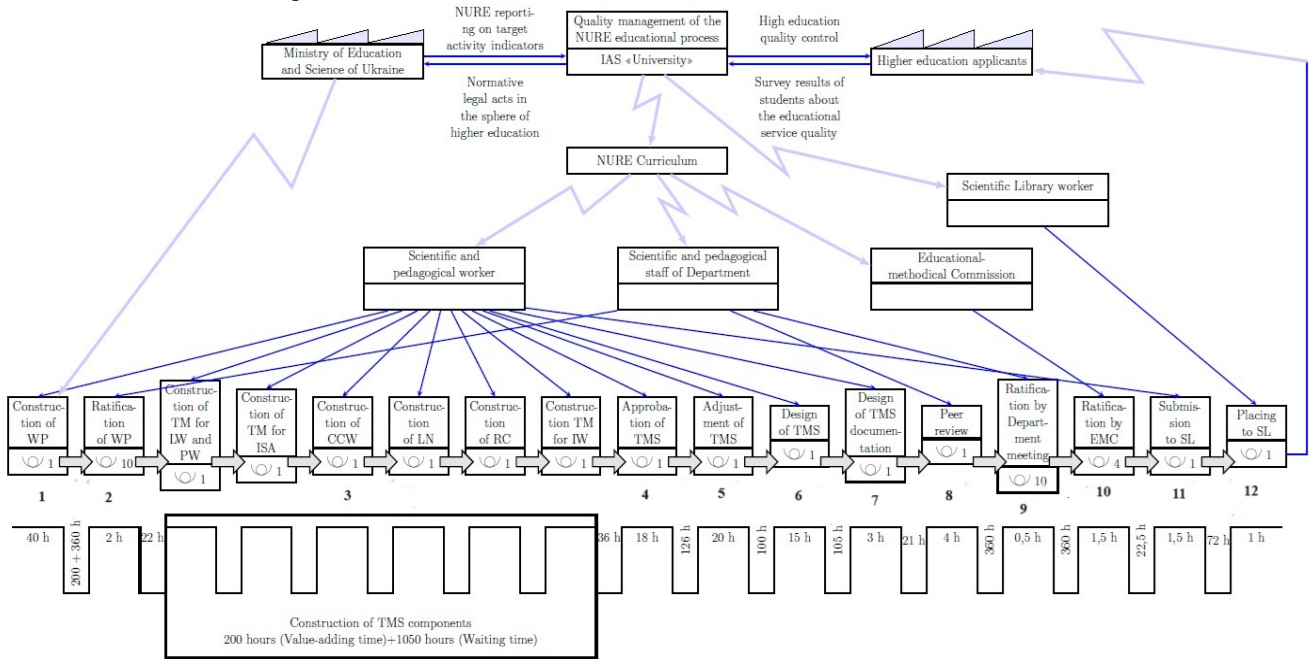 NURE reporti-
ng on target
activity indicators
Quality management of the
NURE educational process
IAS «University»
High education
quality control
Ministry of Education
and Science of Ukraine
Higher education applicants
Normative
legal acts in
the sphere of
higher education
Survey results of
students about
the educational
service quality
NURE Curriculum
Scientific Library worker
Scientific and
pedagogical worker
Scientific and pedagogical
staff of Department
Educational-
methodical Commission
Construc-
tion of
WP
1
Ratifica-
tion
of WP
10
Construc-
tion of
TM for
LW and
PW
1
Construc-
tion of
TM for
ISA
1
Construc-
tion of
CCW
1
Construc-
tion
of LN
1
Construc-
tion
of RC
1
Construc-
tion TM
for IW
1
Approba-
tion of
TMS
1
Adjust-
ment of
TMS
1
Design
of TMS
1
Design
of TMS
documen-
tation
1
Peer
review
1
Ratifica-
tion by
Depart-
ment
meeting
10
Ratifica-
tion
by EMC
4
Submis-
sion
to SL
1
Placing
to SL
1
1
2
3
4
5
6
7
8
9
10
11
12
40 h
200 + 360 h
2 h
22 h
36 h
18 h
126 h
20 h
100 h
15 h
105 h
3 h
21 h
4 h
360 h
0,5 h
360 h
1,5 h
22,5 h
1,5 h
72 h
1 h
Construction of TMS components
200 hours (Value-adding time)+1050 hours (Waiting time)